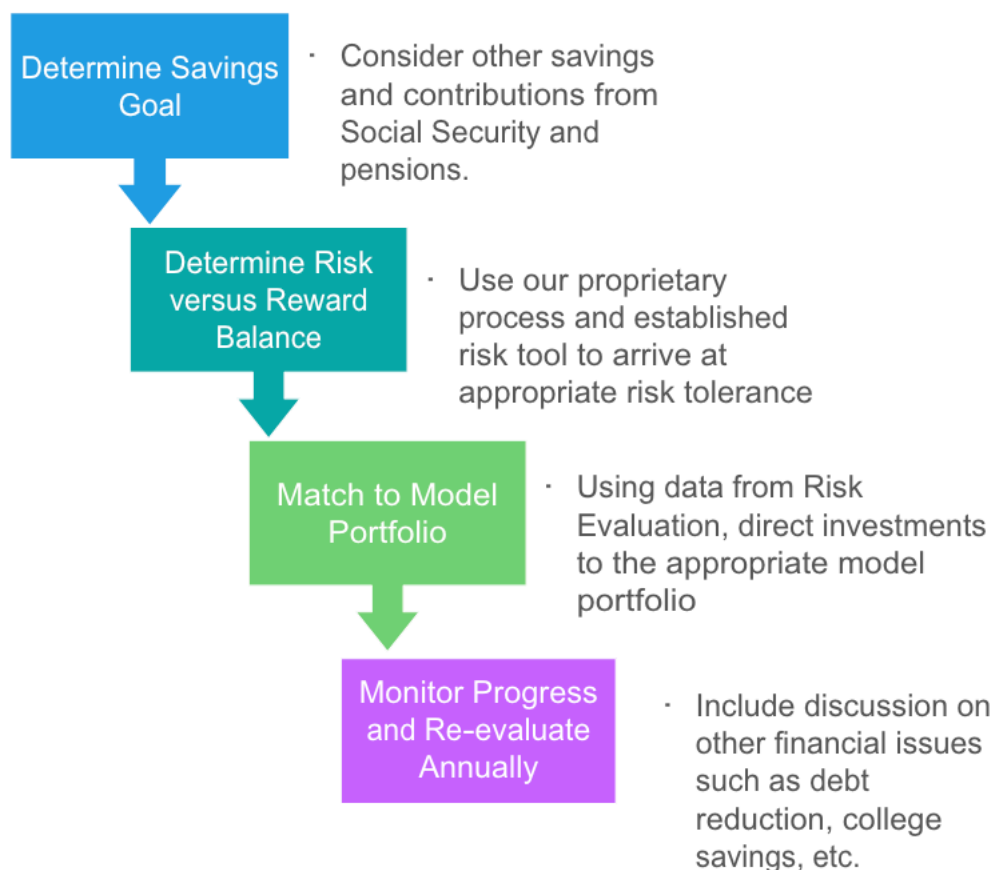 Determine Savings
Goal
· Consider other savings
and contributions from
Social Security and
pensions.
Determine Risk
versus Reward
Balance
· Use our proprietary
process and established
risk tool to arrive at
appropriate risk tolerance
Match to Model
Portfolio
· Using data from Risk
Evaluation, direct investments
to the appropriate model
portfolio
Monitor Progress
and Re-evaluate
Annually
· Include discussion on
other financial issues
such as debt
reduction, college
savings, etc.